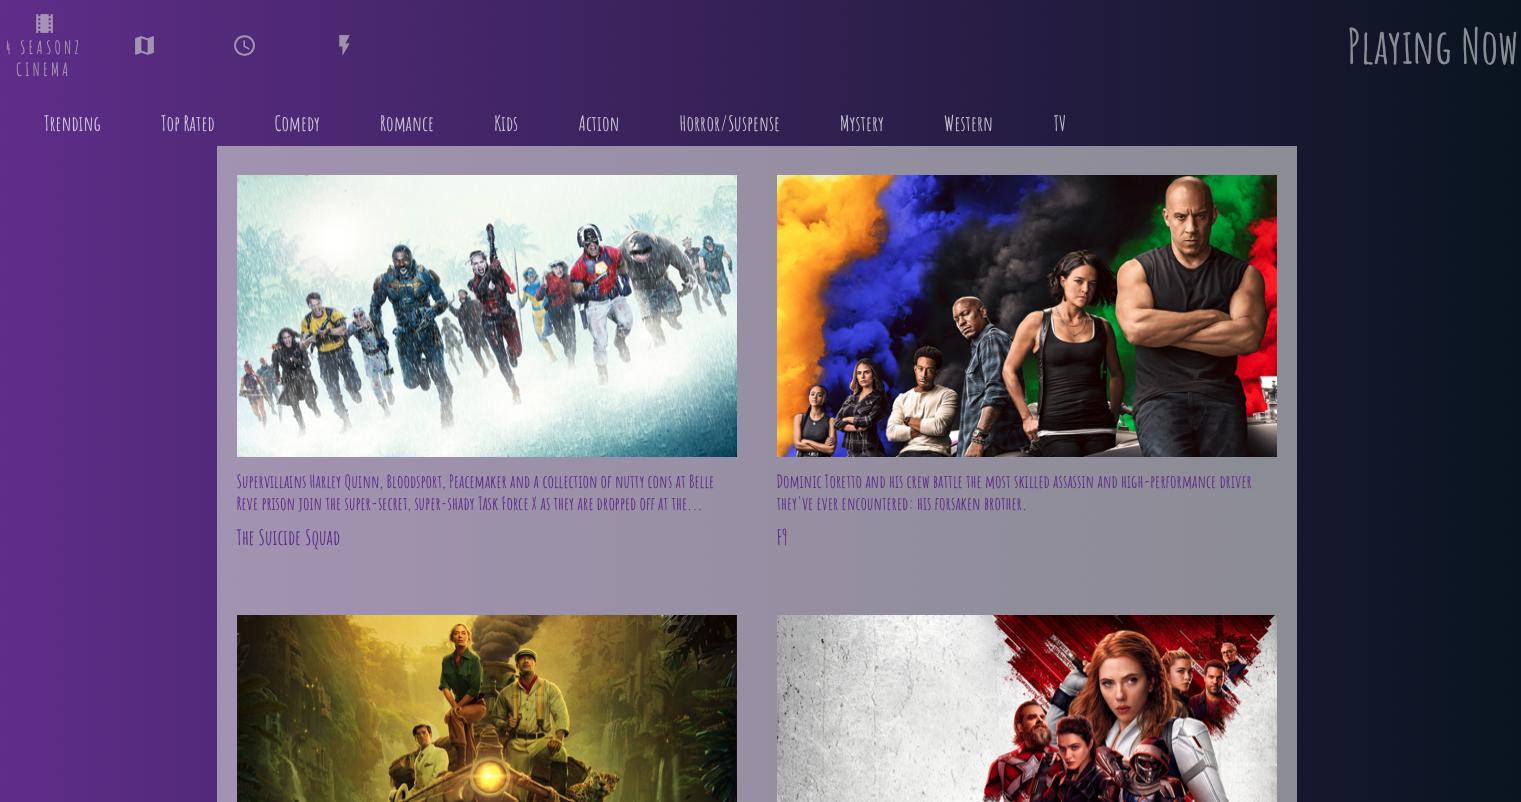 4 SEASONZ
CINEMA
Playing Now
Trending Top Rated Comedy Romance Kids Action Horror/Suspense Mystery Western TV
Supervillains Harley Quinn, Bloodsport, Peacemaker and a collection of nutty cons at Belle
Reve prison join the super-secret, super-shady Task Force X as they are dropped off at the...
The Suicide Squad
Dominic Toretto and his crew battle the most skilled assassin and high-performance driver
they've ever encountered: his forsaken brother.
F9